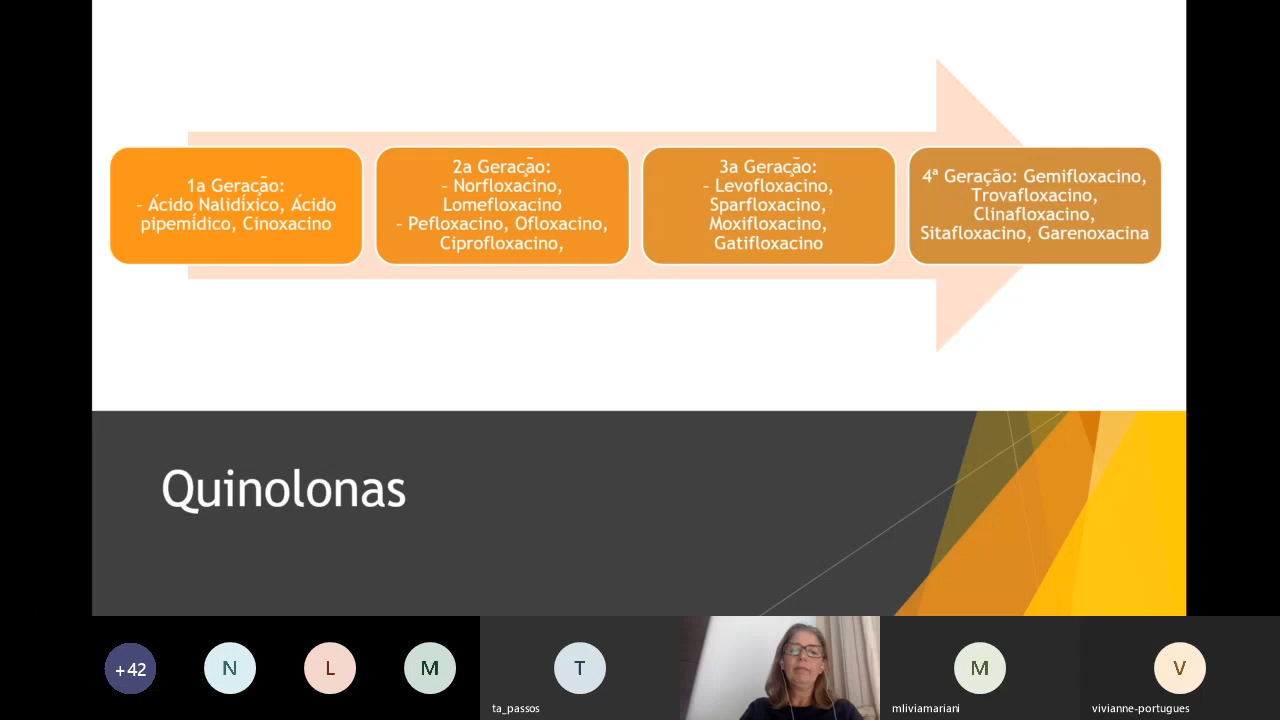 1a Geração:
- Ácido Nalidíxico, Ácido
pipemídico, Cinoxacino
2a Geração:
- Norfloxacino,
Lomefloxacino
- Pefloxacino, Ofloxacino,
Ciprofloxacino,
3a Geração:
- Levofloxacino,
Sparfloxacino,
Moxifloxacino,
Gatifloxacino
4ª Geração: Gemifloxacino,
Trovafloxacino,
Clinafloxacino,
Sitafloxacino, Garenoxacina
Quinolonas
+42
N
L
M
T
ta_passos
M
mliviamariani
V
vivianne-portugues